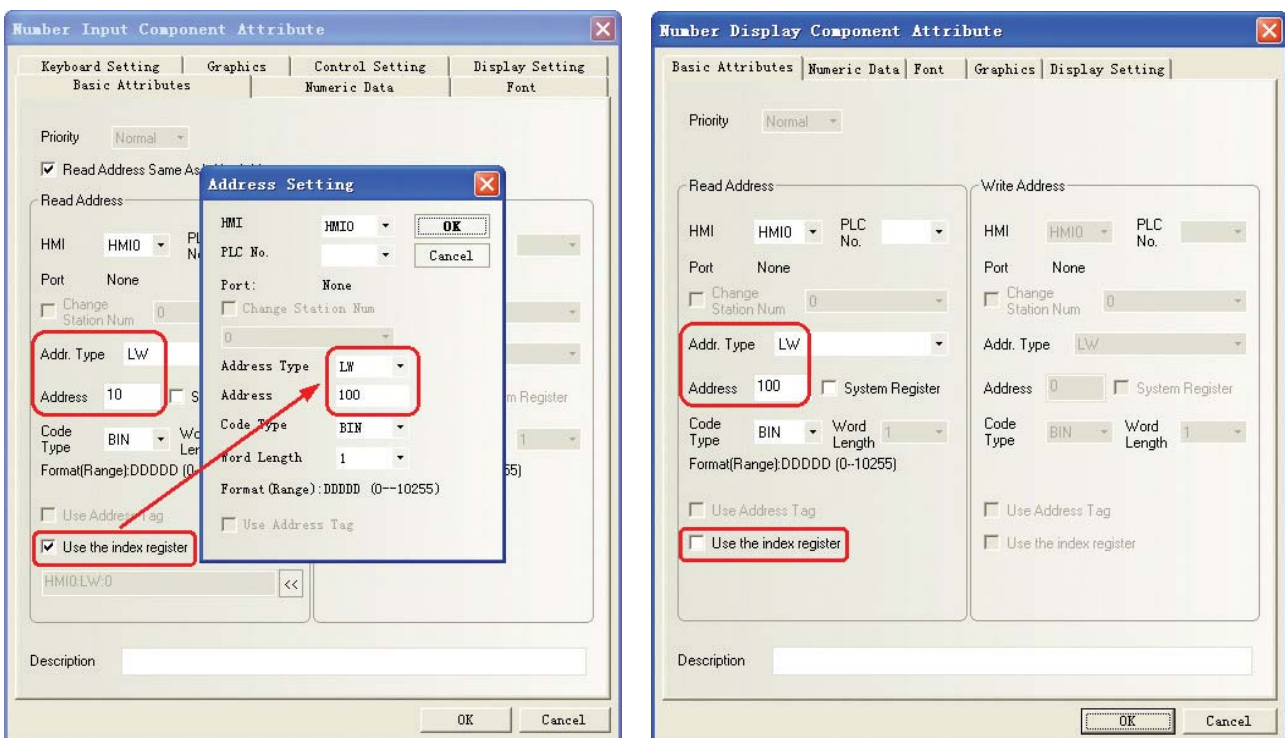 Number Input Component Attribute
Keyboard Setting Graphics Control Setting Display Setting
Basic Attributes Numeric Data Font
Priority Normal
Read Address Same As
Read Address
HMI HMI0
Port None
Change
Station Num 0
Addr. Type LW
Address 10
Code
Type BIN
Format(Range):DDDDD
Use Address Tag
Use the index register
HMI0:LW:0 <<
m Register
1
55)
Description
OK Cancel
Address Setting
HMI HMI0 OK
PLC No. Cancel
Port: None
Change Station Num
0
Address Type LW
Address 100
Code Type BIN
Word Length 1
Format(Range):DDDDD (0--10255)
Use Address Tag
Number Display Component Attribute
Basic Attributes Numeric Data Font Graphics Display Setting
Priority Normal
Read Address
HMI HMI0 PLC
No.
Port None
Change
Station Num 0
Addr. Type LW
Address 100 System Register
Code
Type BIN Word
Length 1
Format(Range):DDDDD (0--10255)
Use Address Tag
Use the index register
Write Address
HMI HMI0 PLC
No.
Port None
Change
Station Num 0
Addr. Type LW
Address 0 System Register
Code
Type BIN Word
Length 1
Use Address Tag
Use the index register
Description
OK Cancel